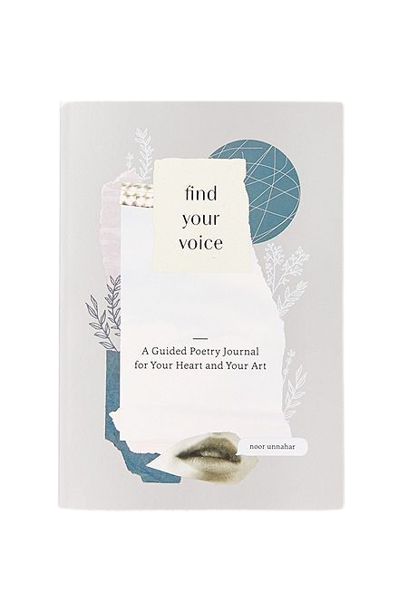 find
your
voice
A Guided Poetry Journal
for Your Heart and Your Art
noor unnahar